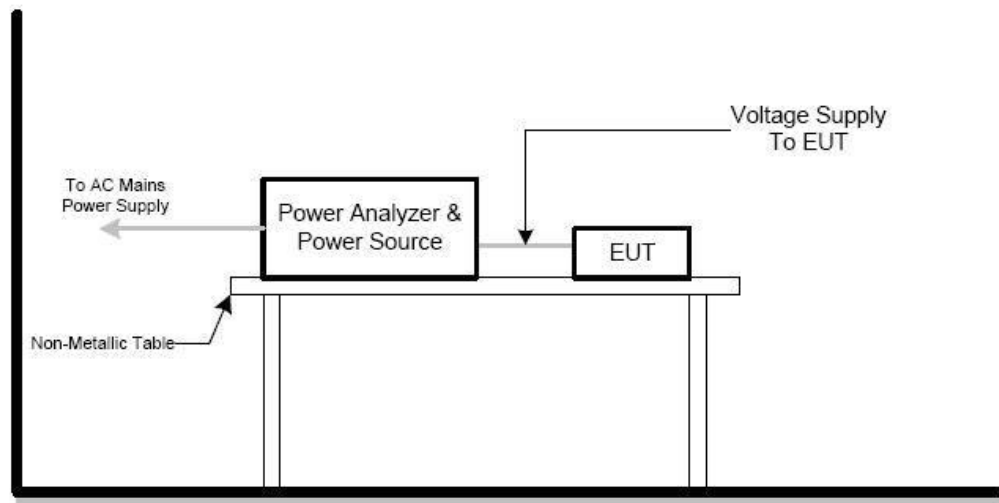 Voltage Supply
To EUT
To AC Mains
Power Supply
Power Analyzer &
Power Source
EUT
Non-Metallic Table